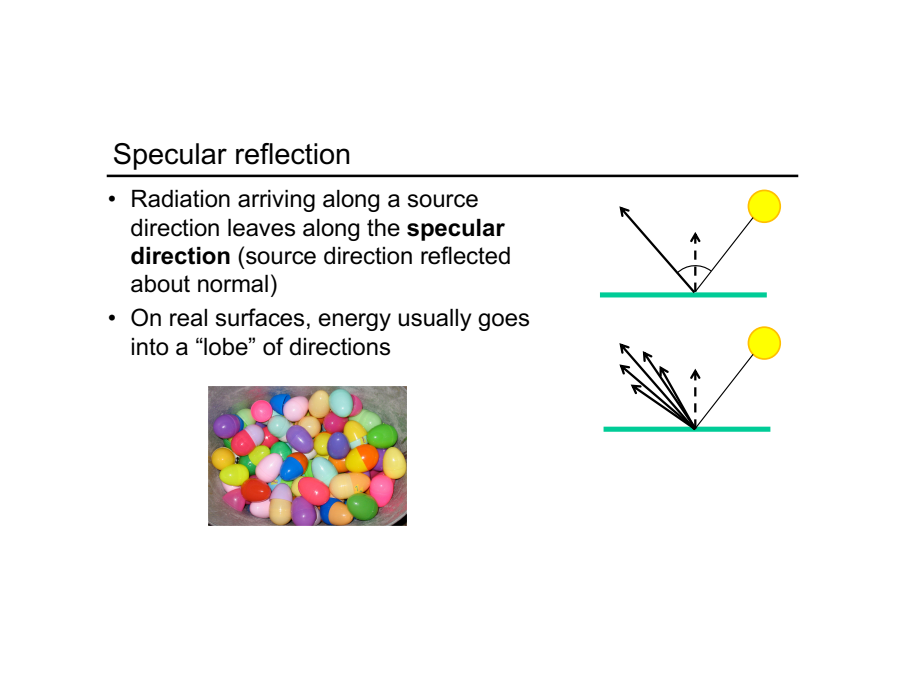 Specular reflection
• Radiation arriving along a source
direction leaves along the specular
direction (source direction reflected
about normal)
• On real surfaces, energy usually goes
into a “lobe” of directions